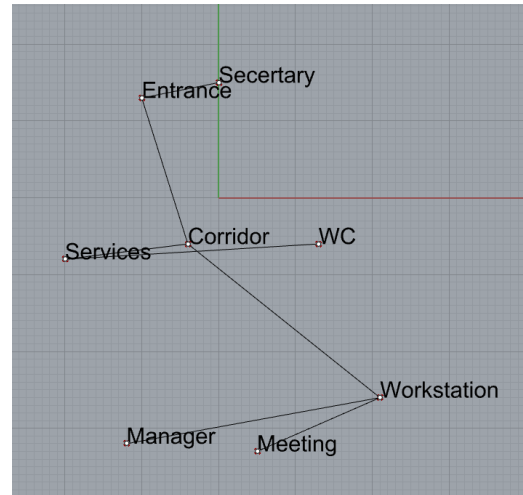 Secertary
Entrance
Corridor
WC
Services
Workstation
Manager
Meeting